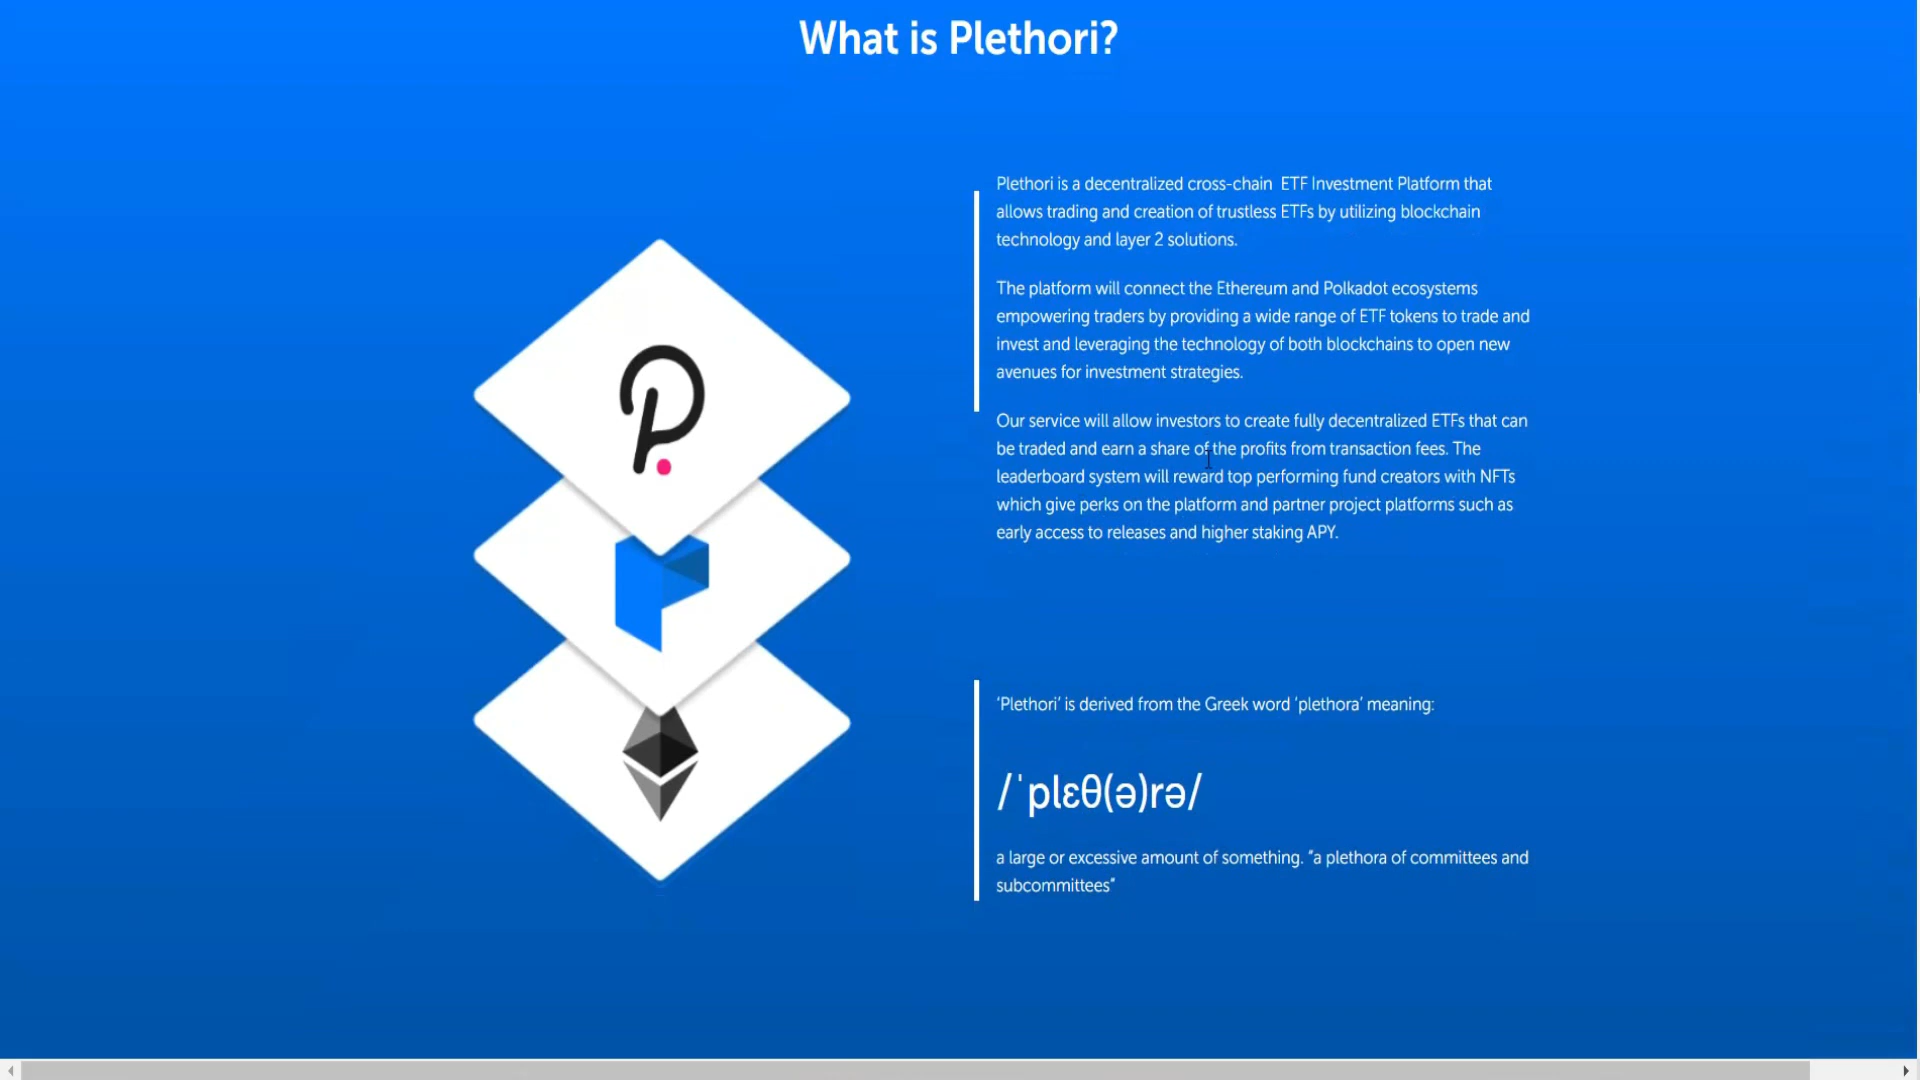 What is Plethori?
Plethori is a decentralized cross-chain  ETF Investment Platform that
allows trading and creation of trustless ETFs by utilizing blockchain
technology and layer 2 solutions.
The platform will connect the Ethereum and Polkadot ecosystems
empowering traders by providing a wide range of ETF tokens to trade and
invest and leveraging the technology of both blockchains to open new
avenues for investment strategies.
Our service will allow investors to create fully decentralized ETFs that can
be traded and earn a share of the profits from transaction fees. The
leaderboard system will reward top performing fund creators with NFTs
which give perks on the platform and partner project platforms such as
early access to releases and higher staking APY.
‘Plethori’ is derived from the Greek word ‘plethora’ meaning:
/ˈplɛθ(ə)rə/
a large or excessive amount of something. “a plethora of committees and
subcommittees”